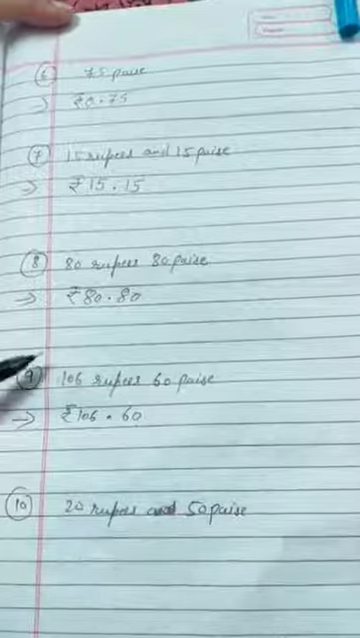 6 75 paise
→ ₹0.75
7 15 rupees and 15 paise
→ ₹15.15
8 80 rupees 80 paise
→ ₹80.80
9 106 rupees 60 paise
→ ₹106.60
10 20 rupees and 50 paise